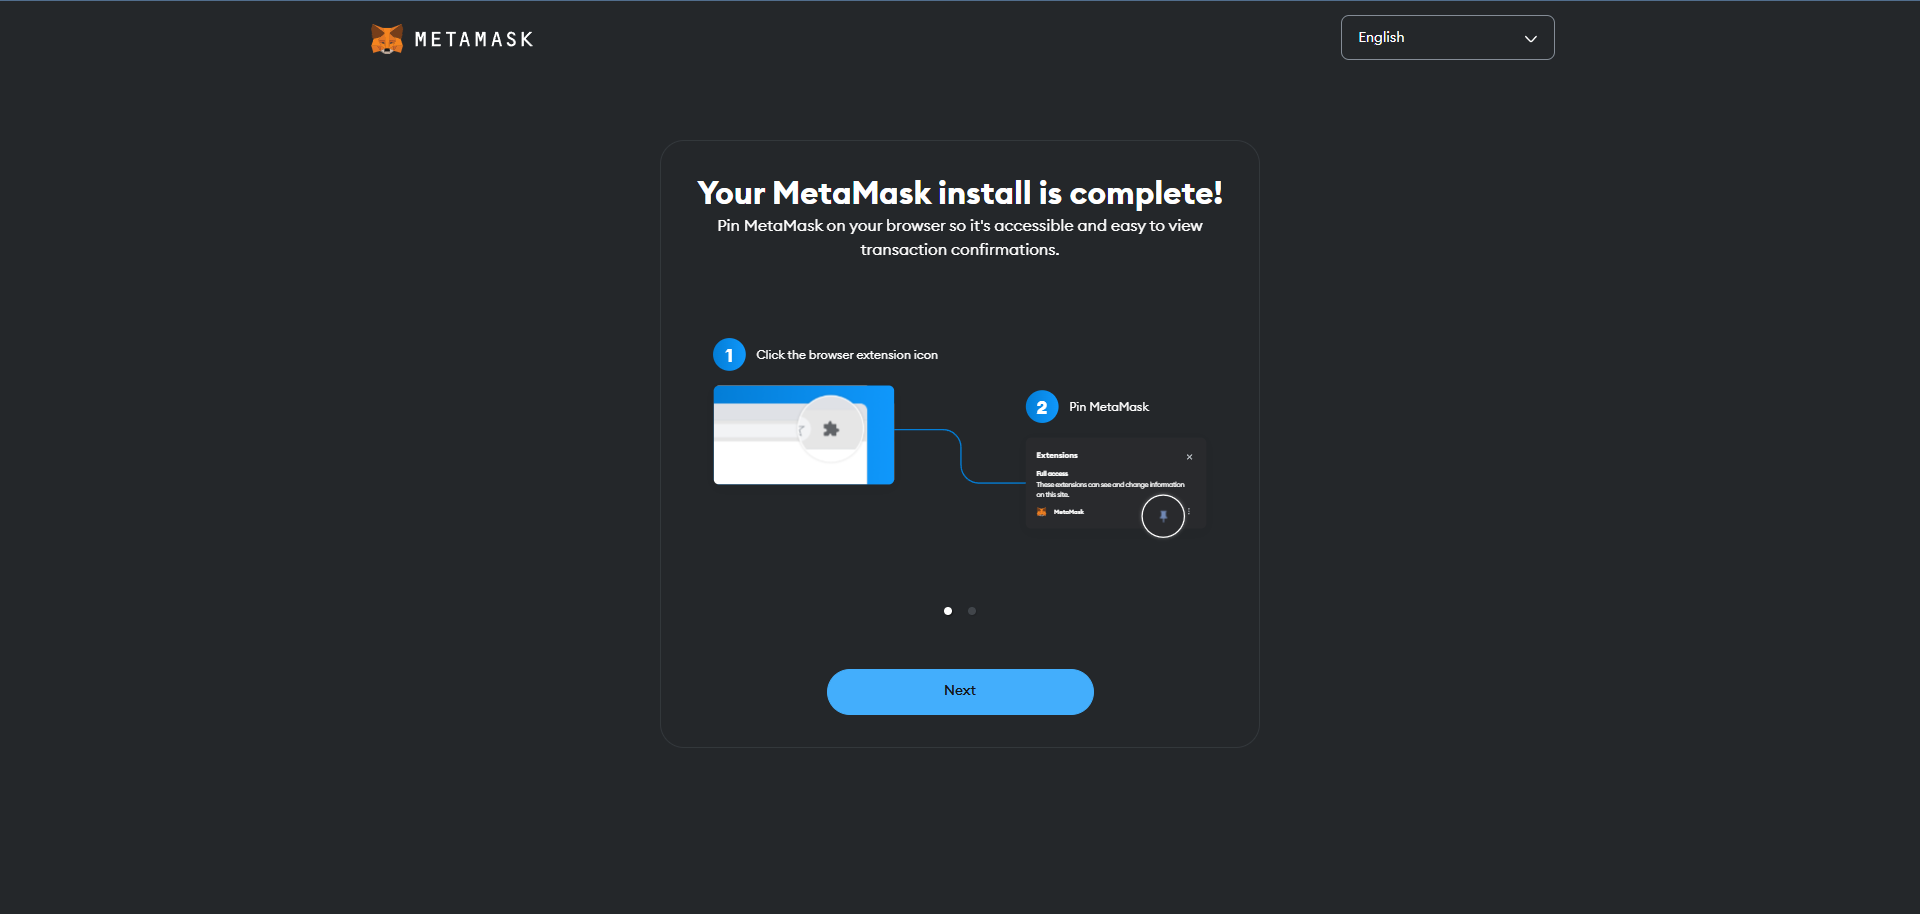 METAMASK
English
Your MetaMask install is complete!
Pin MetaMask on your browser so it's accessible and easy to view
transaction confirmations.
1 Click the browser extension icon
2 Pin MetaMask
Extensions
Full access
These extensions can see and change information
on this site.
MetaMask
Next